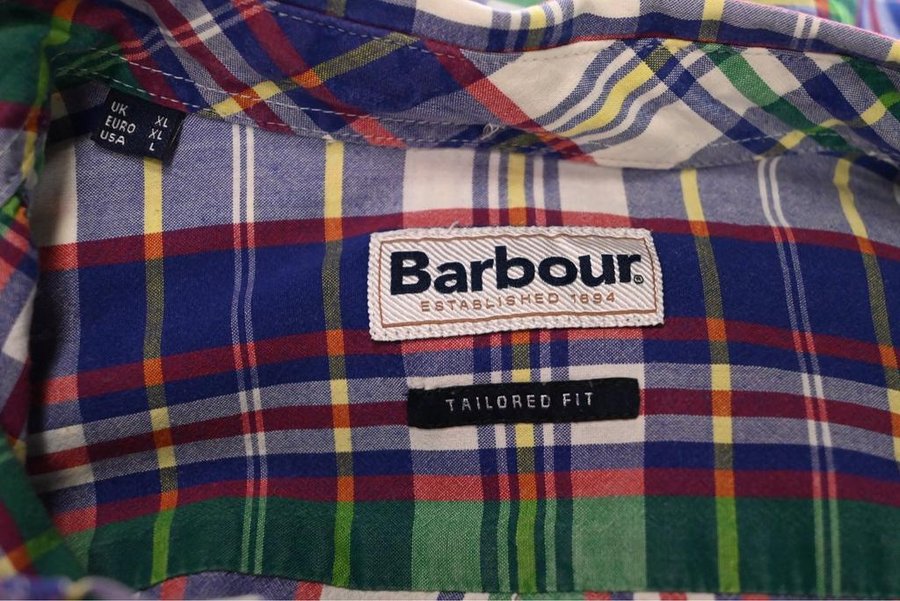 UK XL
EURO XL
USA L
Barbour®
ESTABLISHED 1894
TAILORED FIT